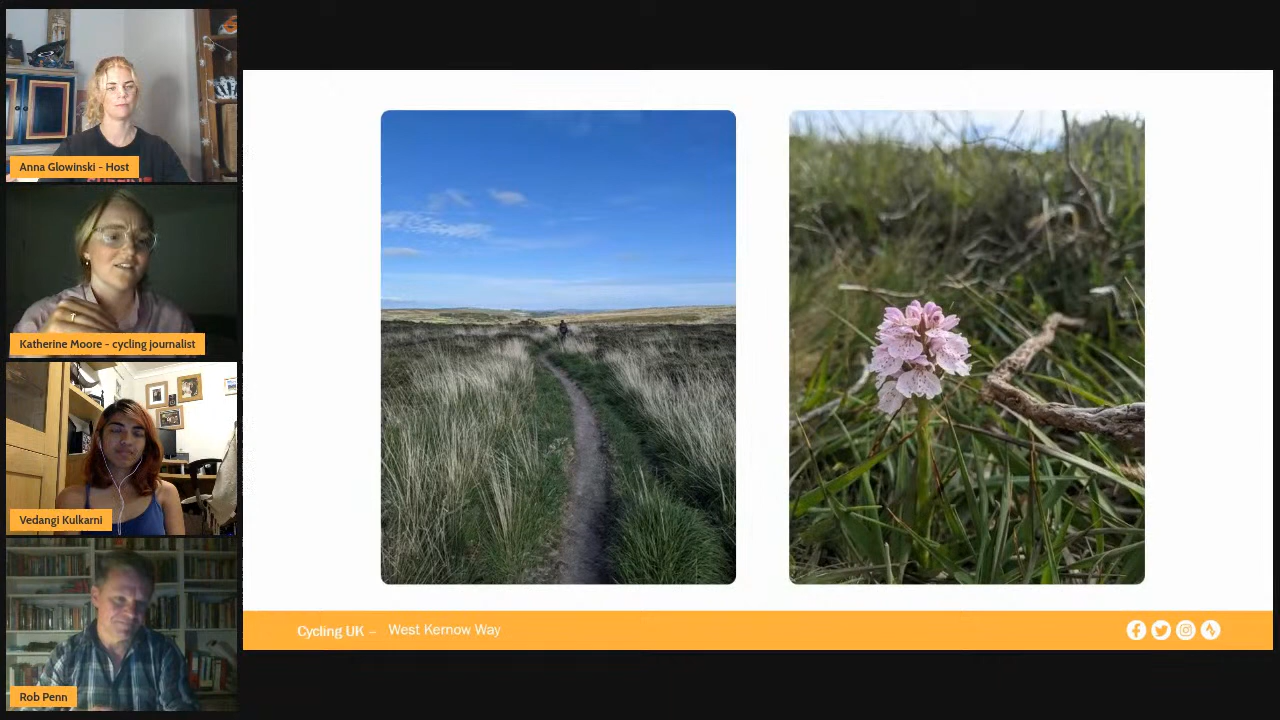 Anna Glowinski - Host
Katherine Moore - cycling journalist
Vedangi Kulkarni
Rob Penn
Cycling UK – West Kernow Way